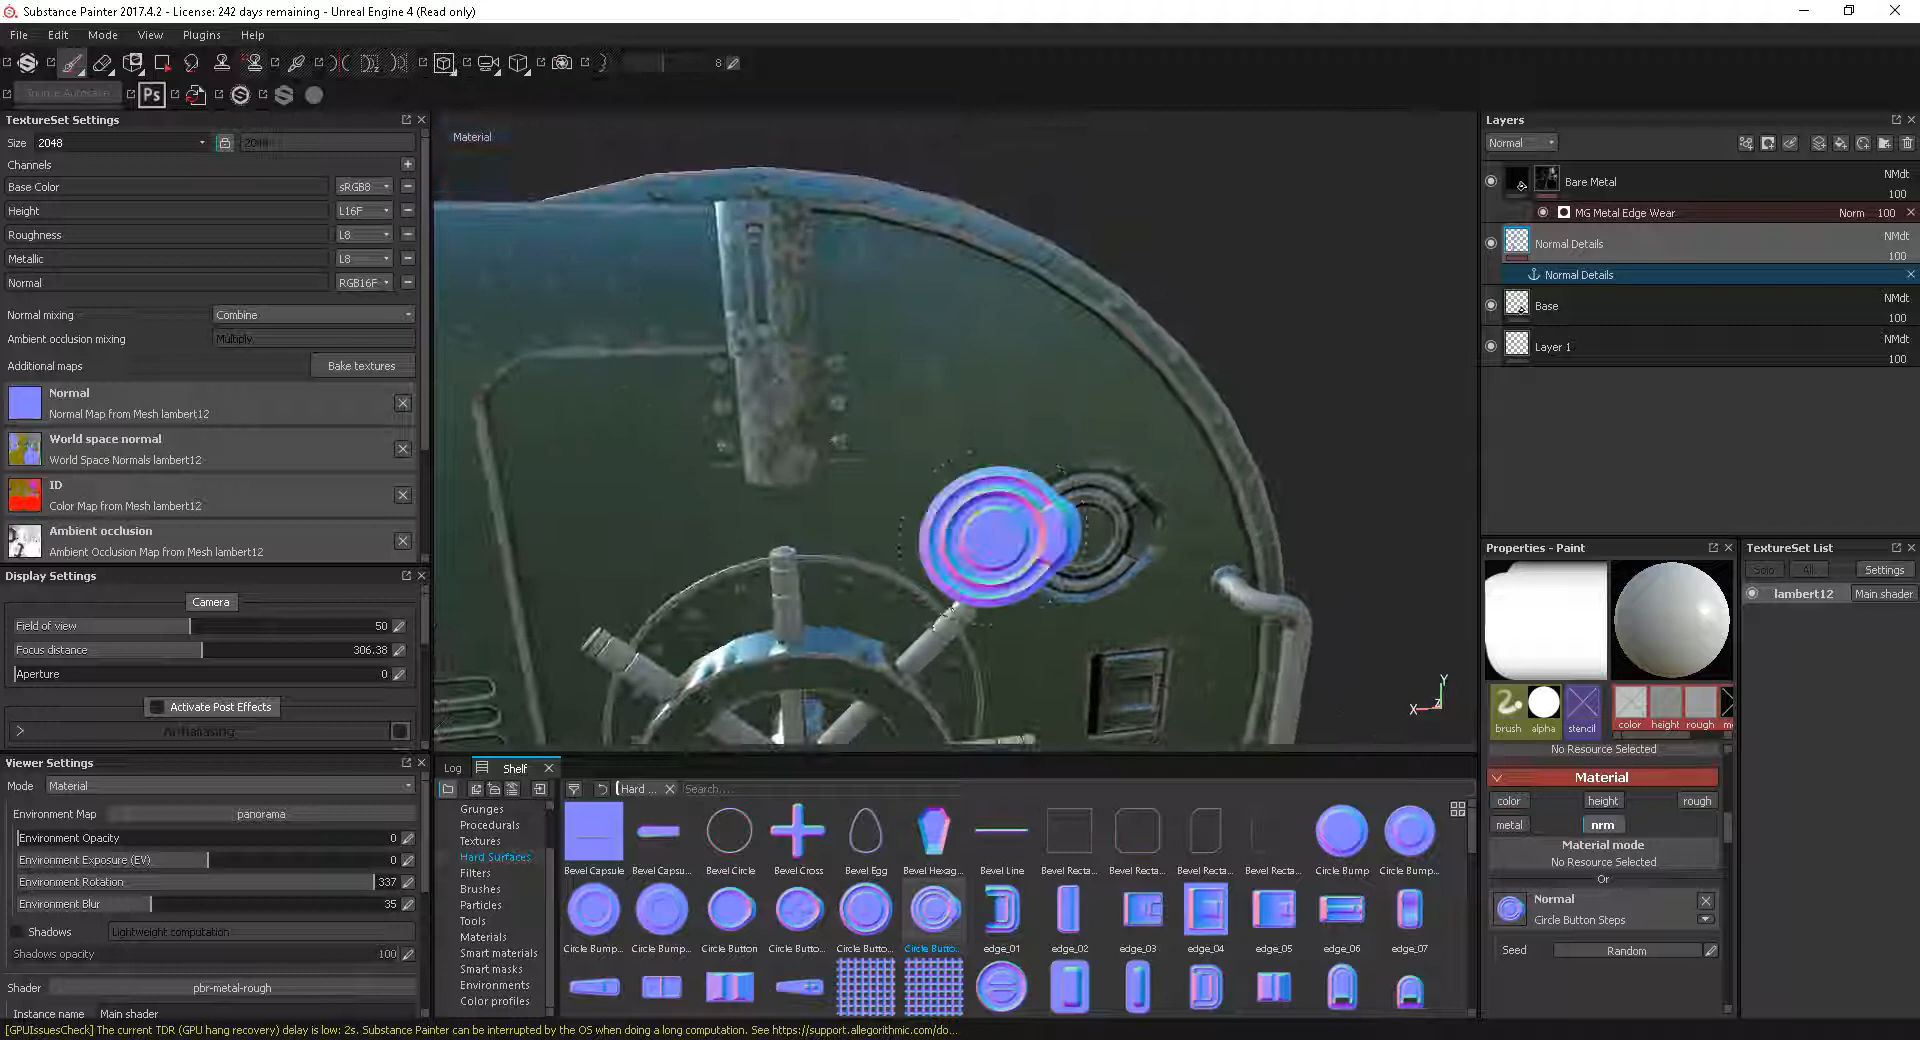 Substance Painter 2017.4.2 - License: 242 days remaining - Unreal Engine 4 (Read only)
File Edit Mode View Plugins Help
8
Ps
TextureSet Settings
Size 2048
Channels
Base Color sRGB8
Height L16F
Roughness L8
Metallic L8
Normal RGB16F
Normal mixing Combine
Ambient occlusion mixing Multiply
Additional maps Bake textures
Normal
Normal Map from Mesh lambert12
World space normal
World Space Normals lambert12
ID
Color Map from Mesh lambert12
Ambient occlusion
Ambient Occlusion Map from Mesh lambert12
Display Settings
Camera
Field of view 50
Focus distance 306.38
Aperture 0
Activate Post Effects
Antialiasing
Viewer Settings
Mode Material
Environment Map panorama
Environment Opacity 0
Environment Exposure (EV) 0
Environment Rotation 337
Environment Blur 35
Shadows Lightweight computation
Shadows opacity 100
Shader pbr-metal-rough
Instance name Main shader
Material
Y
X Z
Log Shelf
Hard ... Search...
Grunges
Procedurals
Textures
Hard Surfaces
Filters
Brushes
Particles
Tools
Materials
Smart materials
Smart masks
Environments
Color profiles
Bevel Capsule Bevel Capsu... Bevel Circle Bevel Cross Bevel Egg Bevel Hexag... Bevel Line Bevel Recta... Bevel Recta... Bevel Recta... Bevel Recta... Circle Bump Circle Bump...
Circle Bump... Circle Bump... Circle Button Circle Butto... Circle Butto... Circle Butto... edge_01 edge_02 edge_03 edge_04 edge_05 edge_06 edge_07
Layers
Normal
Bare Metal NMdt
100
MG Metal Edge Wear Norm 100
Normal Details NMdt
100
Normal Details
Base NMdt
100
Layer 1 NMdt
100
Properties - Paint
brush alpha stencil color height rough
No Resource Selected
Material
color height rough
metal nrm
Material mode
No Resource Selected
Or
Normal
Circle Button Steps
Seed Random
TextureSet List
Solo All Settings
lambert12 Main shader
[GPUIssuesCheck] The current TDR (GPU hang recovery) delay is low: 2s. Substance Painter can be interrupted by the OS when doing a long computation. See https://support.allegorithmic.com/do...